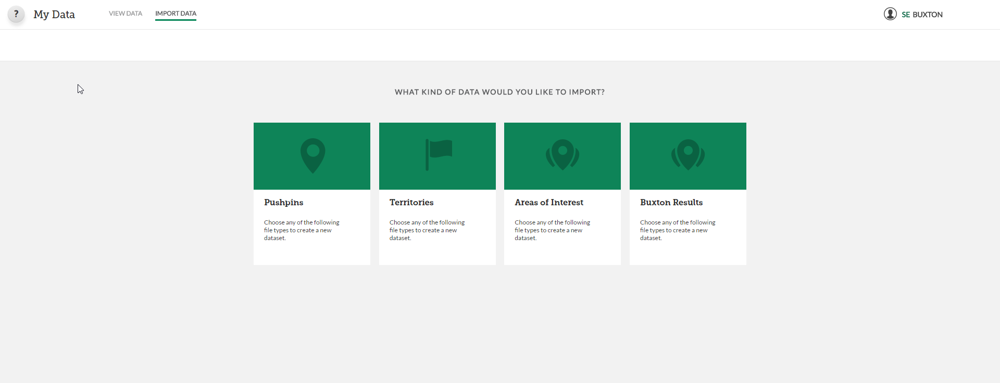 ?
My Data
VIEW DATA
IMPORT DATA
SE BUXTON
WHAT KIND OF DATA WOULD YOU LIKE TO IMPORT?
Pushpins
Choose any of the following
file types to create a new
dataset.
Territories
Choose any of the following
file types to create a new
dataset.
Areas of Interest
Choose any of the following
file types to create a new
dataset.
Buxton Results
Choose any of the following
file types to create a new
dataset.